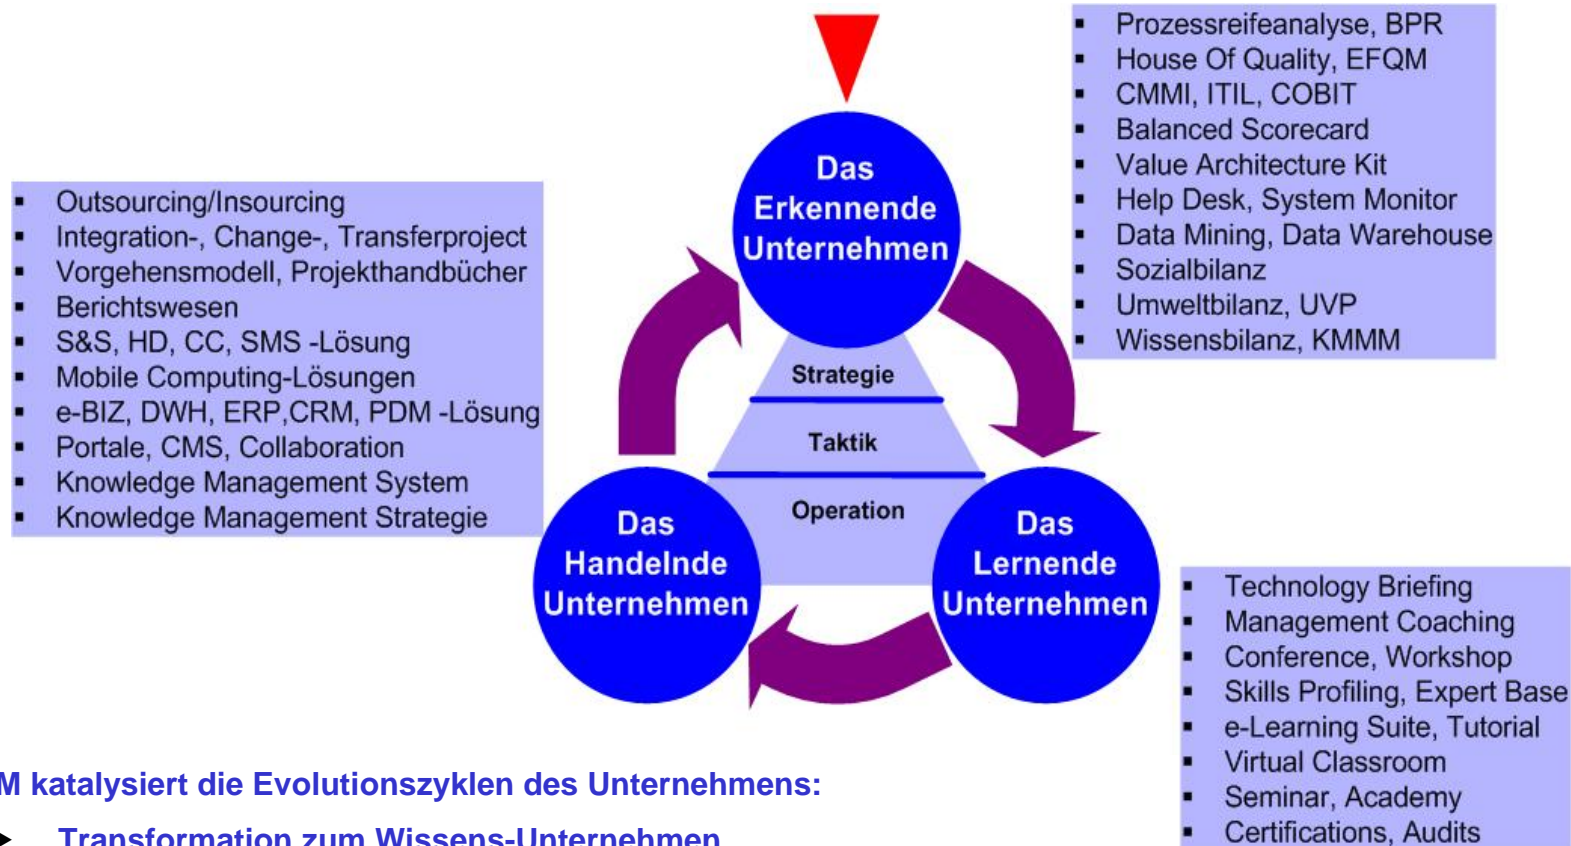 Prozessreifeanalyse, BPR
House Of Quality, EFQM
CMMI, ITIL, COBIT
Balanced Scorecard
Value Architecture Kit
Help Desk, System Monitor
Data Mining, Data Warehouse
Sozialbilanz
Umweltbilanz, UVP
Wissensbilanz, KMMM
Das
Erkennende
Unternehmen
Outsourcing/Insourcing
Integration-, Change-, Transferproject
Vorgehensmodell, Projekthandbücher
Berichtswesen
S&S, HD, CC, SMS -Lösung
Mobile Computing-Lösungen
e-BIZ, DWH, ERP,CRM, PDM -Lösung
Portale, CMS, Collaboration
Knowledge Management System
Knowledge Management Strategie
Strategie
Taktik
Operation
Das
Handelnde
Unternehmen
Das
Lernende
Unternehmen
Technology Briefing
Management Coaching
Conference, Workshop
Skills Profiling, Expert Base
e-Learning Suite, Tutorial
Virtual Classroom
Seminar, Academy
Certifications, Audits
M katalysiert die Evolutionszyklen des Unternehmens:
Transformation zum Wissens-Unternehmen